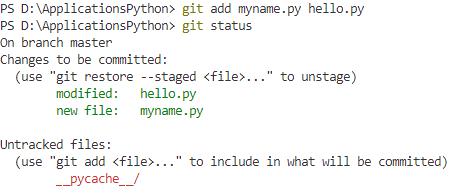 PS D:\ApplicationsPython> git add myname.py hello.py
PS D:\ApplicationsPython> git status
On branch master
Changes to be committed:
  (use "git restore --staged <file>..." to unstage)
        modified:   hello.py
        new file:   myname.py

Untracked files:
  (use "git add <file>..." to include in what will be committed)
        __pycache__/